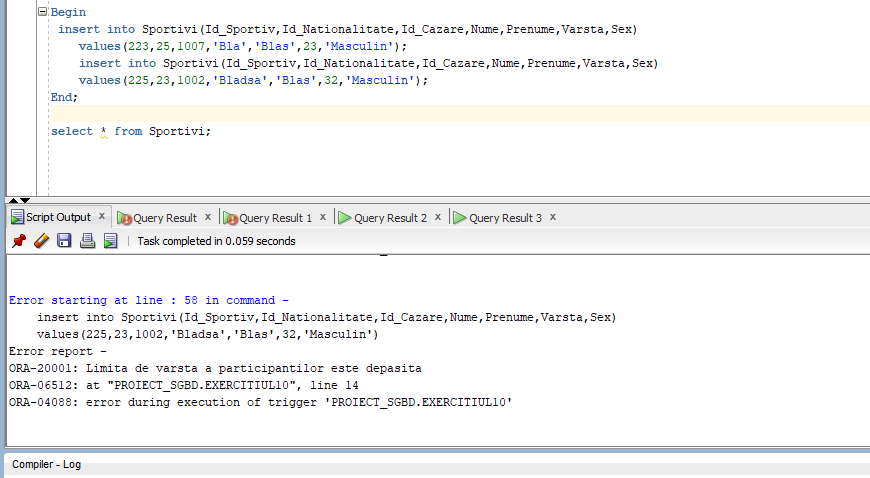 Begin
insert into Sportivi(Id_Sportiv,Id_Nationalitate,Id_Cazare,Nume,Prenume,Varsta,Sex)
values(223,25,1007,'Bla','Blas',23,'Masculin');
insert into Sportivi(Id_Sportiv,Id_Nationalitate,Id_Cazare,Nume,Prenume,Varsta,Sex)
values(225,23,1002,'Bladsa','Blas',32,'Masculin');
End;
select * from Sportivi;
Script Output x Query Result x Query Result 1 x Query Result 2 x Query Result 3 x
Task completed in 0.059 seconds
Error starting at line : 58 in command -
insert into Sportivi(Id_Sportiv,Id_Nationalitate,Id_Cazare,Nume,Prenume,Varsta,Sex)
values(225,23,1002,'Bladsa','Blas',32,'Masculin')
Error report -
ORA-20001: Limita de varsta a participantilor este depasita
ORA-06512: at "PROIECT_SGBD.EXERCITIUL10", line 14
ORA-04088: error during execution of trigger 'PROIECT_SGBD.EXERCITIUL10'
Compiler - Log